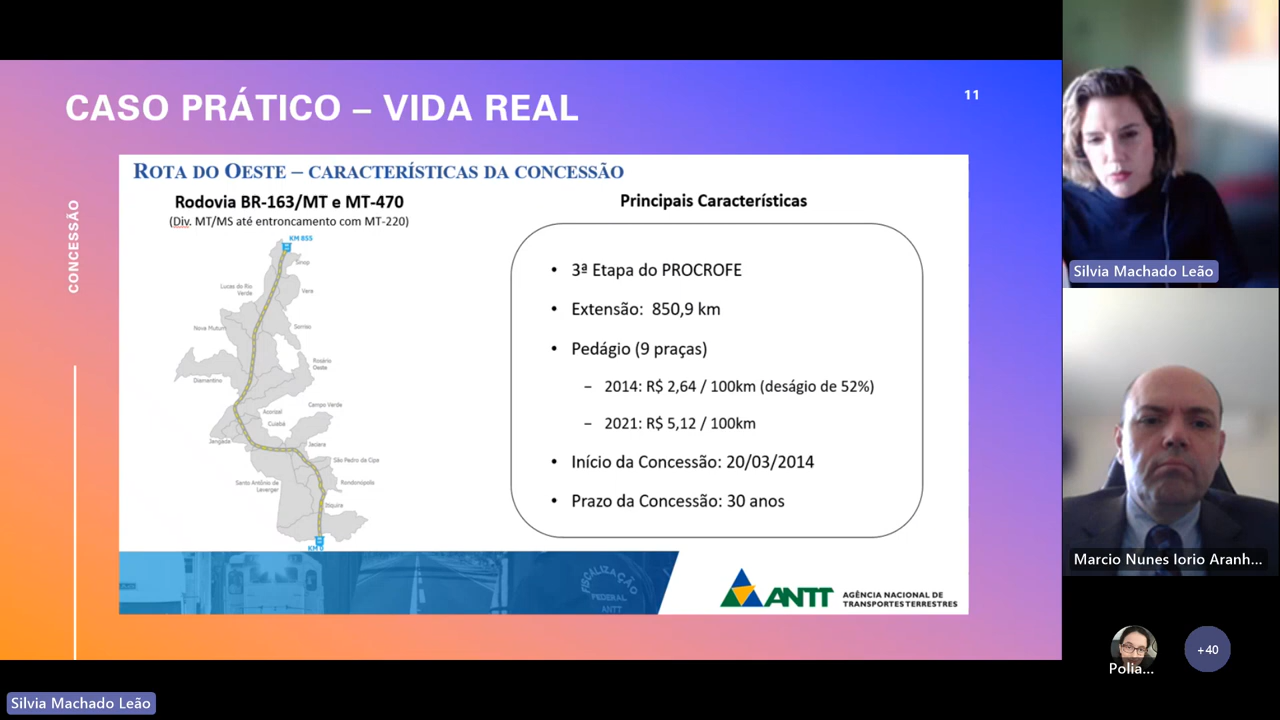 CASO PRÁTICO – VIDA REAL
11
CONCESSÃO
ROTA DO OESTE – CARACTERÍSTICAS DA CONCESSÃO
Rodovia BR-163/MT e MT-470
(Div. MT/MS até entroncamento com MT-220)
KM 855
Sinop
Lucas do Rio
Verde
Vera
Nova Mutum
Sorriso
Rosário
Oeste
Diamantino
Campo Verde
Acorizal
Cuiabá
Jangada
Jaciara
São Pedro da Cipa
Santo Antônio de
Leverger
Rondonópolis
Itiquira
KM 0
Principais Características
• 3ª Etapa do PROCROFE
• Extensão: 850,9 km
• Pedágio (9 praças)
– 2014: R$ 2,64 / 100km (deságio de 52%)
– 2021: R$ 5,12 / 100km
• Início da Concessão: 20/03/2014
• Prazo da Concessão: 30 anos
FISCALIZAÇÃO
FEDERAL
ANTT
ANTT
AGÊNCIA NACIONAL DE
TRANSPORTES TERRESTRES
Silvia Machado Leão
Marcio Nunes Iorio Aranh...
Polia...
+40
Silvia Machado Leão